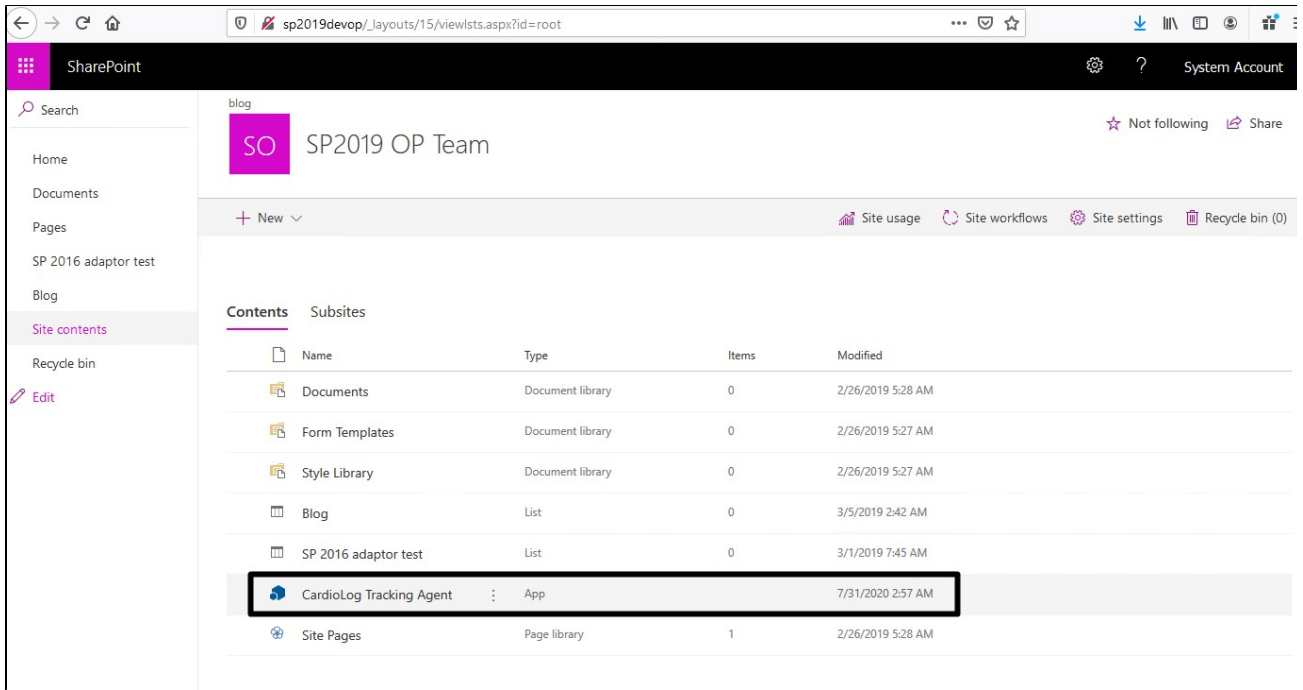 sp2019devop/_layouts/15/viewlsts.aspx?id=root
SharePoint
? System Account
Search
Home
Documents
Pages
SP 2016 adaptor test
Blog
Site contents
Recycle bin
Edit
blog
SO SP2019 OP Team
Not following Share
New Site usage Site workflows Site settings Recycle bin (0)
Contents Subsites
Name Type Items Modified
Documents Document library 0 2/26/2019 5:28 AM
Form Templates Document library 0 2/26/2019 5:27 AM
Style Library Document library 0 2/26/2019 5:27 AM
Blog List 0 3/5/2019 2:42 AM
SP 2016 adaptor test List 0 3/1/2019 7:45 AM
CardioLog Tracking Agent App 7/31/2020 2:57 AM
Site Pages Page library 1 2/26/2019 5:28 AM